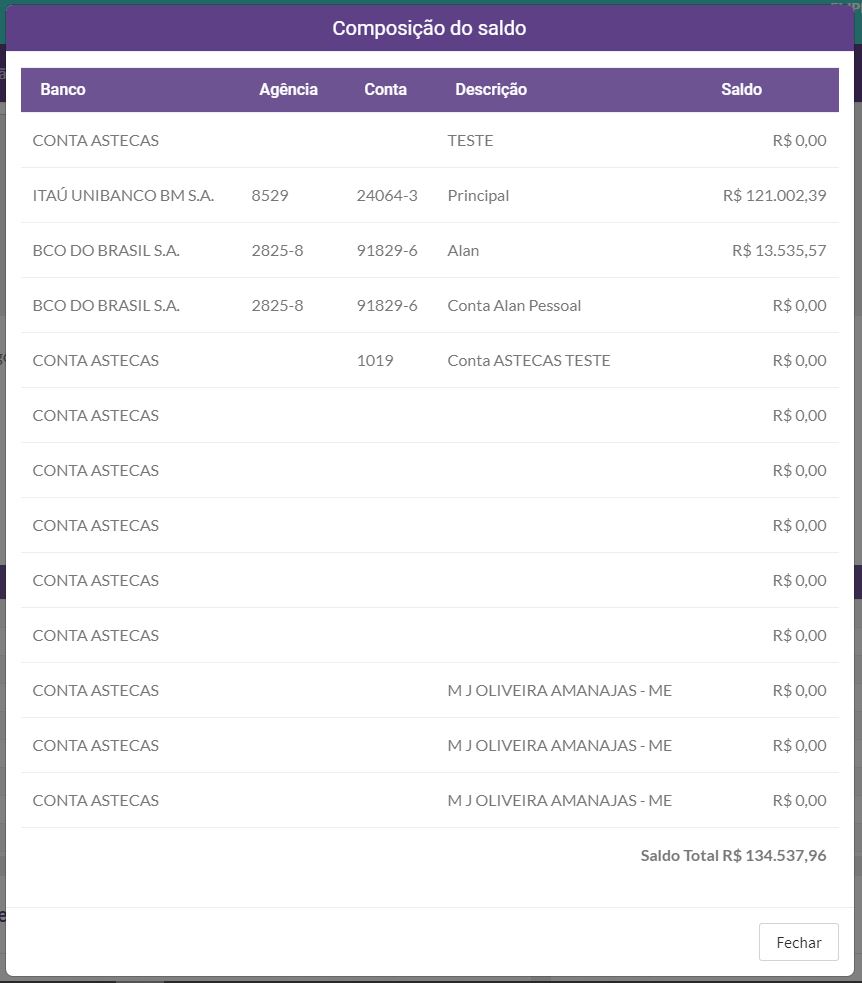 Composição do saldo
Banco Agência Conta Descrição Saldo
CONTA ASTECAS TESTE R$ 0,00
ITAÚ UNIBANCO BM S.A. 8529 24064-3 Principal R$ 121.002,39
BCO DO BRASIL S.A. 2825-8 91829-6 Alan R$ 13.535,57
BCO DO BRASIL S.A. 2825-8 91829-6 Conta Alan Pessoal R$ 0,00
CONTA ASTECAS 1019 Conta ASTECAS TESTE R$ 0,00
CONTA ASTECAS R$ 0,00
CONTA ASTECAS R$ 0,00
CONTA ASTECAS R$ 0,00
CONTA ASTECAS R$ 0,00
CONTA ASTECAS R$ 0,00
CONTA ASTECAS M J OLIVEIRA AMANAJAS - ME R$ 0,00
CONTA ASTECAS M J OLIVEIRA AMANAJAS - ME R$ 0,00
CONTA ASTECAS M J OLIVEIRA AMANAJAS - ME R$ 0,00
Saldo Total R$ 134.537,96
Fechar